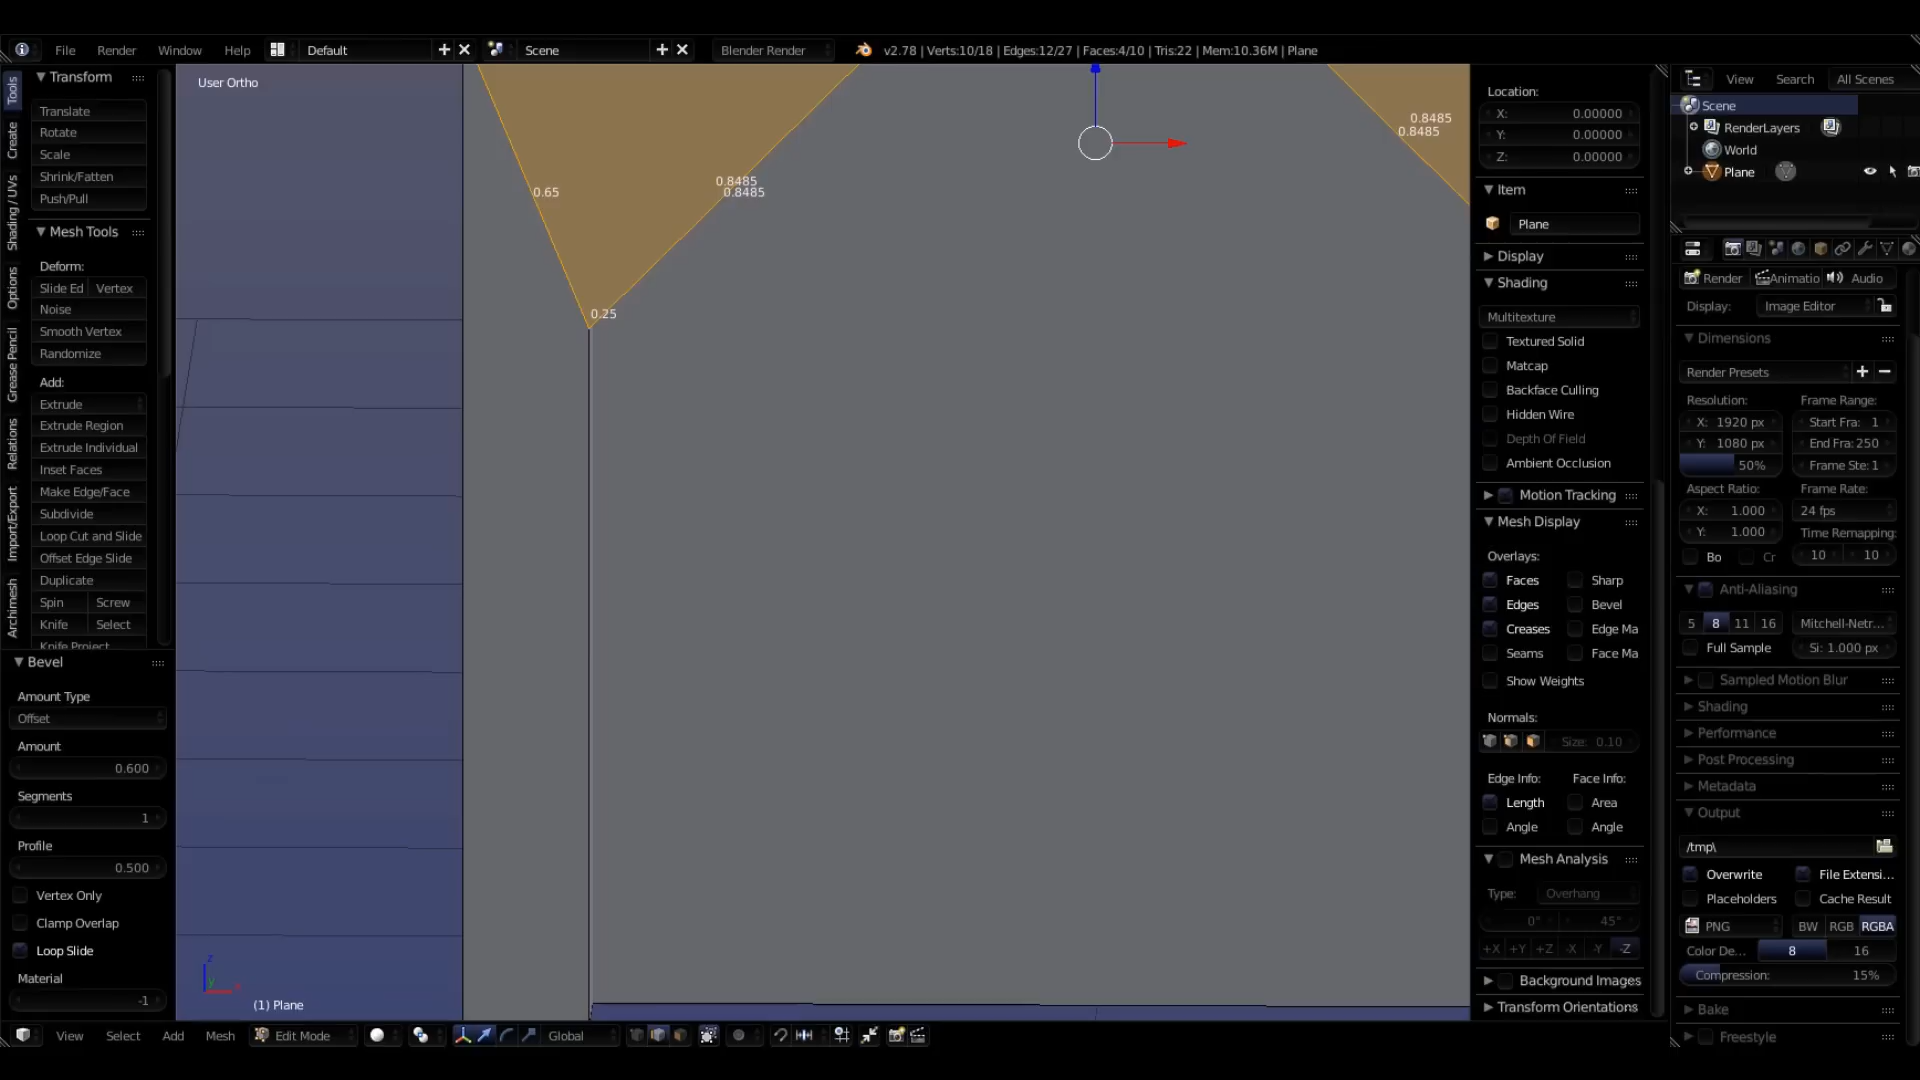 File Render Window Help Default Scene Blender Render v2.78 | Verts:10/18 | Edges:12/27 | Faces:4/10 | Tris:22 | Mem:10.36M | Plane
Tools
Create
Shading / UVs
Options
Grease Pencil
Relations
Import/Export
Archimesh
Transform
Translate
Rotate
Scale
Shrink/Fatten
Push/Pull
Mesh Tools
Deform:
Slide Ed Vertex
Noise
Smooth Vertex
Randomize
Add:
Extrude
Extrude Region
Extrude Individual
Inset Faces
Make Edge/Face
Subdivide
Loop Cut and Slide
Offset Edge Slide
Duplicate
Spin Screw
Knife Select
Knife Project
Bevel
Amount Type
Offset
Amount
0.600
Segments
1
Profile
0.500
Vertex Only
Clamp Overlap
Loop Slide
Material
-1
User Ortho
0.8485
0.8485
0.65
0.8485
0.8485
0.25
z
y
x
(1) Plane
View Select Add Mesh Edit Mode Global
Location:
X: 0.00000
Y: 0.00000
Z: 0.00000
Item
Plane
Display
Shading
Multitexture
Textured Solid
Matcap
Backface Culling
Hidden Wire
Depth Of Field
Ambient Occlusion
Motion Tracking
Mesh Display
Overlays:
Faces Sharp
Edges Bevel
Creases Edge Ma
Seams Face Ma
Show Weights
Normals:
Size: 0.10
Edge Info: Face Info:
Length Area
Angle Angle
Mesh Analysis
Type: Overhang
0° 45°
+X +Y +Z -X -Y -Z
Background Images
Transform Orientations
View Search All Scenes
Scene
RenderLayers
World
Plane
Render Animatio Audio
Display: Image Editor
Dimensions
Render Presets
Resolution: Frame Range:
X: 1920 px Start Fra: 1
Y: 1080 px End Fra: 250
50% Frame Ste: 1
Aspect Ratio: Frame Rate:
X: 1.000 24 fps
Y: 1.000 Time Remapping:
Bo Cr 10 10
Anti-Aliasing
5 8 11 16 Mitchell-Netr...
Full Sample Si: 1.000 px
Sampled Motion Blur
Shading
Performance
Post Processing
Metadata
Output
/tmp\
Overwrite File Extensi...
Placeholders Cache Result
PNG BW RGB RGBA
Color De... 8 16
Compression: 15%
Bake
Freestyle